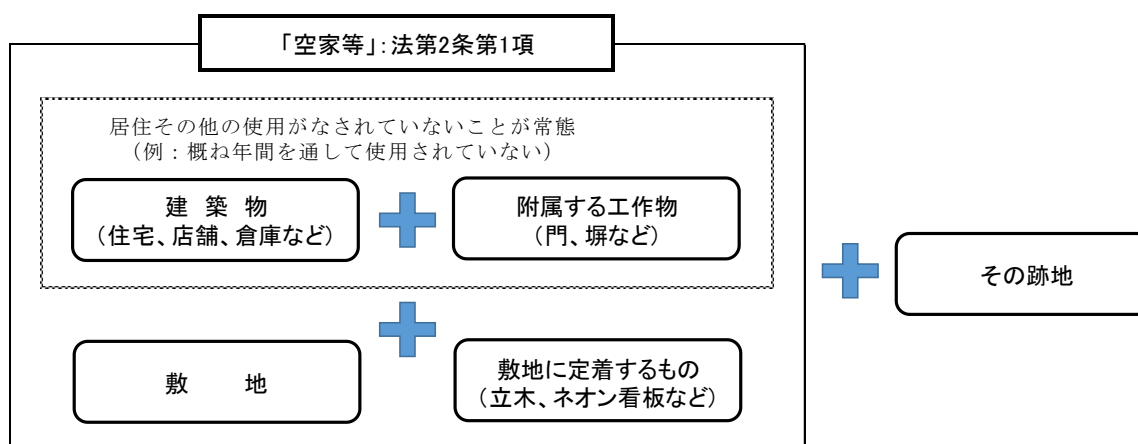 「空家等」：法第2条第1項
居住その他の使用がなされていないことが常態
（例：概ね年間を通して使用されていない）
建 築 物
（住宅、店舗、倉庫など）
附属する工作物
（門、塀など）
その跡地
敷 地
敷地に定着するもの
（立木、ネオン看板など）